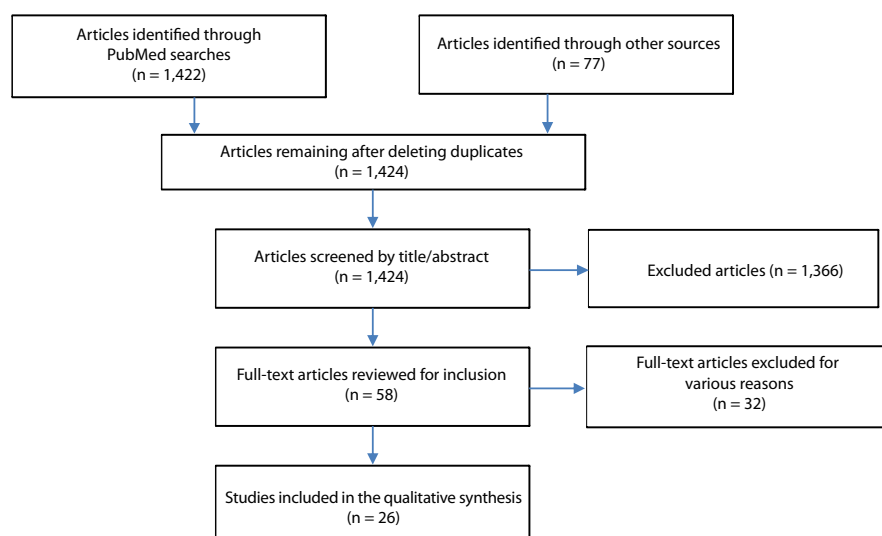 Articles identified through
PubMed searches
(n = 1,422)
Articles identified through other sources
(n = 77)
Articles remaining after deleting duplicates
(n = 1,424)
Articles screened by title/abstract
(n = 1,424)
Excluded articles (n = 1,366)
Full-text articles reviewed for inclusion
(n = 58)
Full-text articles excluded for
various reasons
(n = 32)
Studies included in the qualitative synthesis
(n = 26)